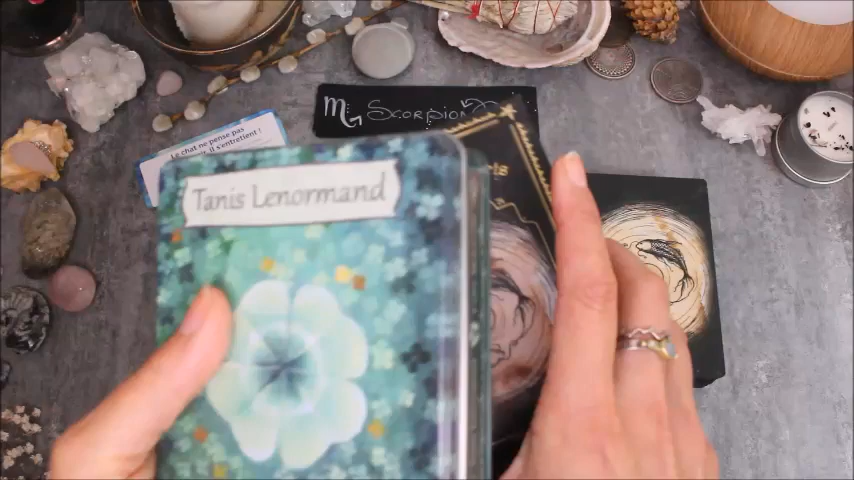 ♏ Scorpion
Le chat ne pense pas
il s'entretient !
Tanis Lenormand